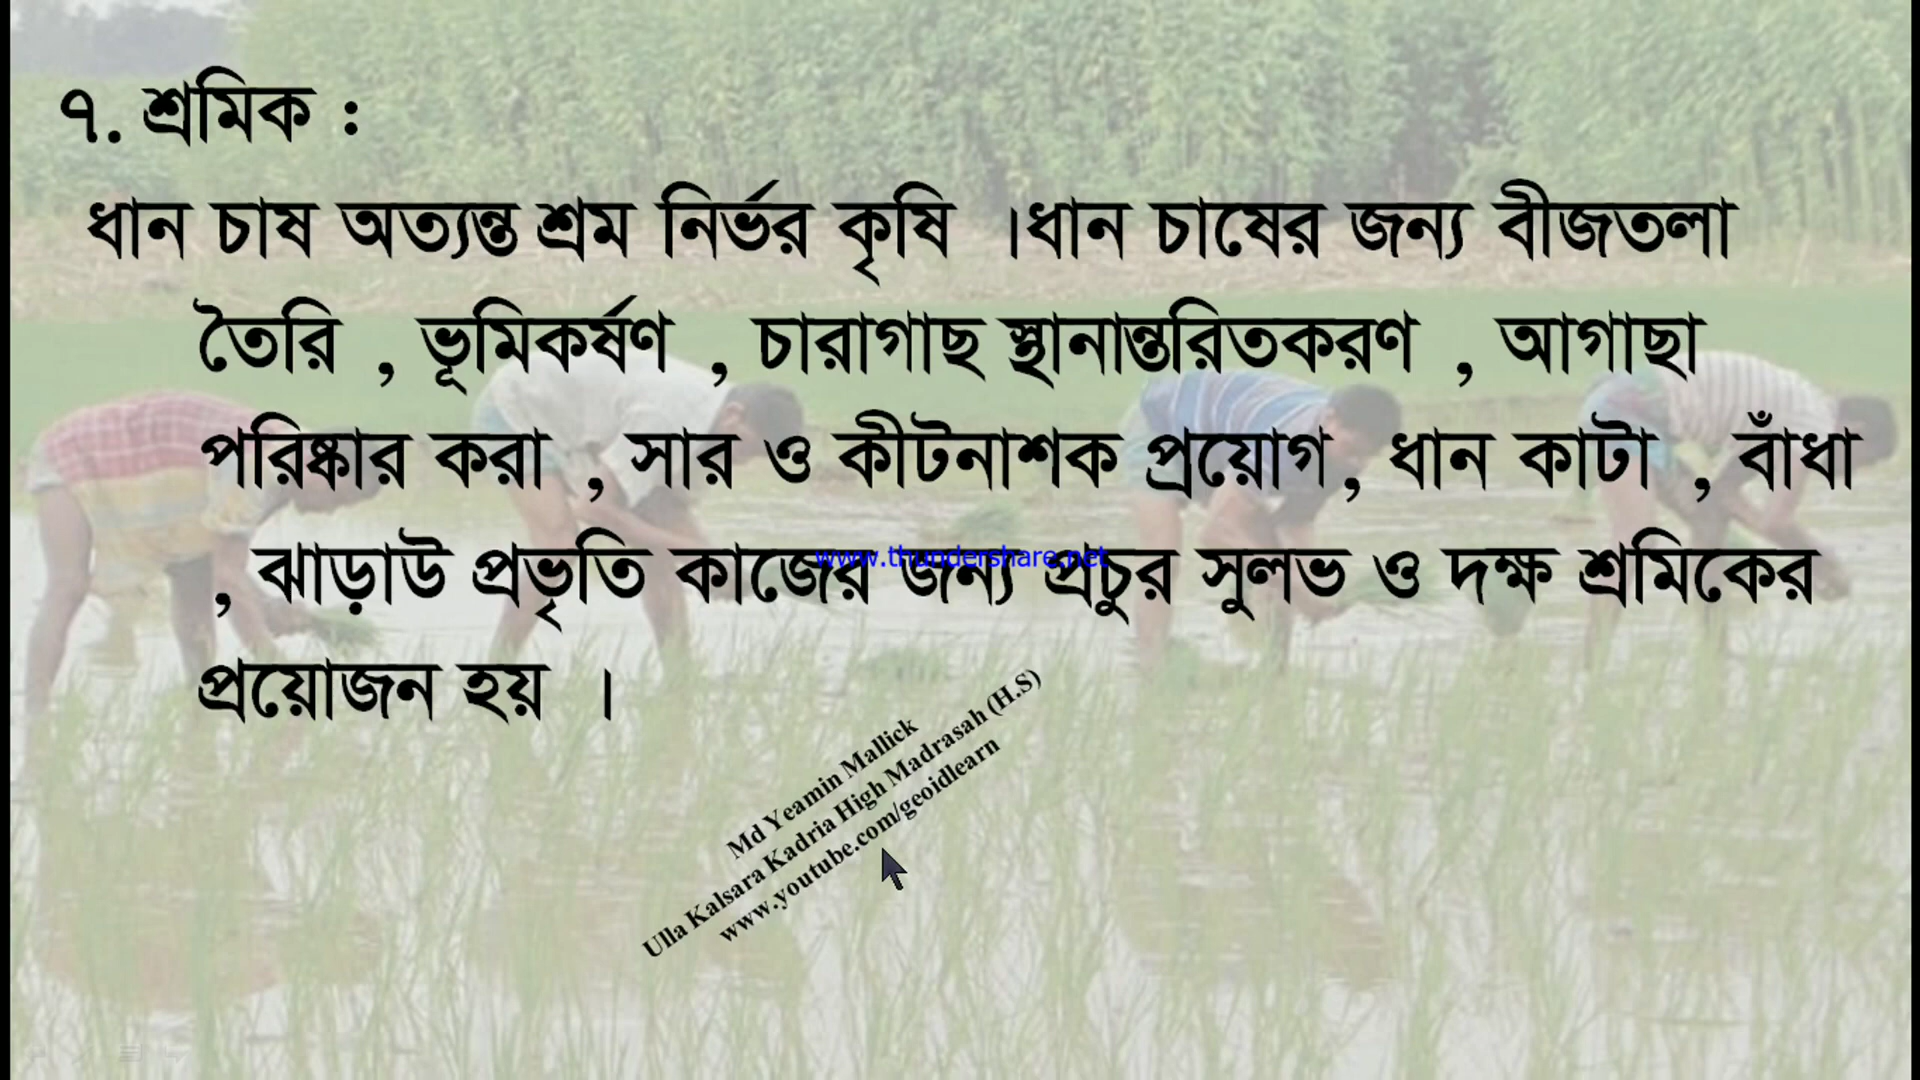 ৭. শ্রমিক :
ধান চাষ অত্যন্ত শ্রম নির্ভর কৃষি ।ধান চাষের জন্য বীজতলা
তৈরি , ভূমিকর্ষণ , চারাগাছ স্থানান্তরিতকরণ , আগাছা
পরিষ্কার করা , সার ও কীটনাশক প্রয়োগ, ধান কাটা , বাঁধা
, ঝাড়াউ প্রভৃতি কাজের জন্য প্রচুর সুলভ ও দক্ষ শ্রমিকের
প্রয়োজন হয় ।
www.thundershare.net
Md Yeamin Mallick
Ulla Kalsara Kadria High Madrasah (H.S)
www.youtube.com/geoidlearn